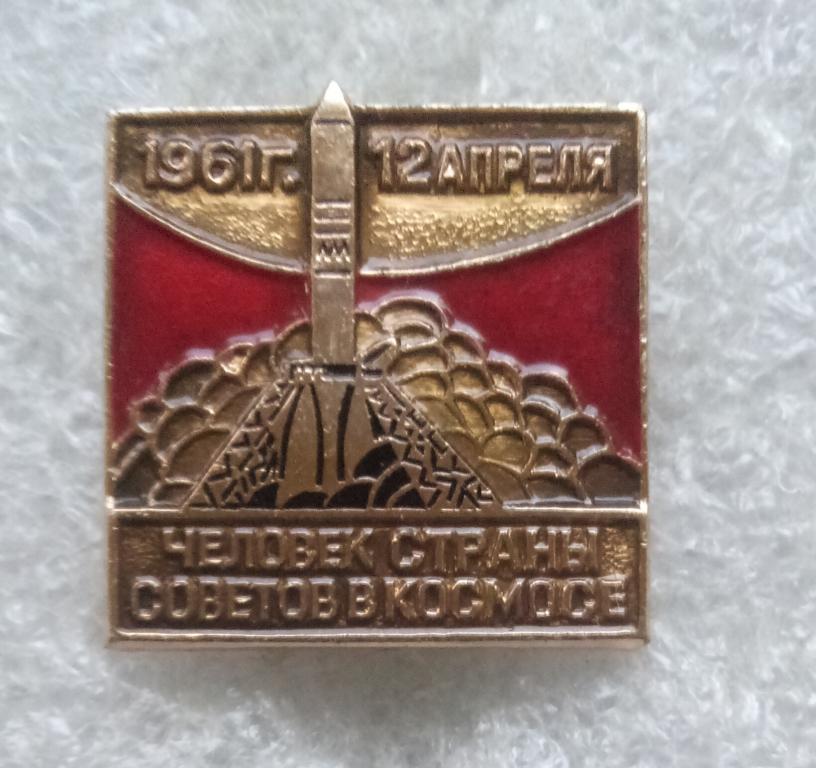 1961г. 12 АПРЕЛЯ
ЧЕЛОВЕК СТРАНЫ
СОВЕТОВ В КОСМОСЕ